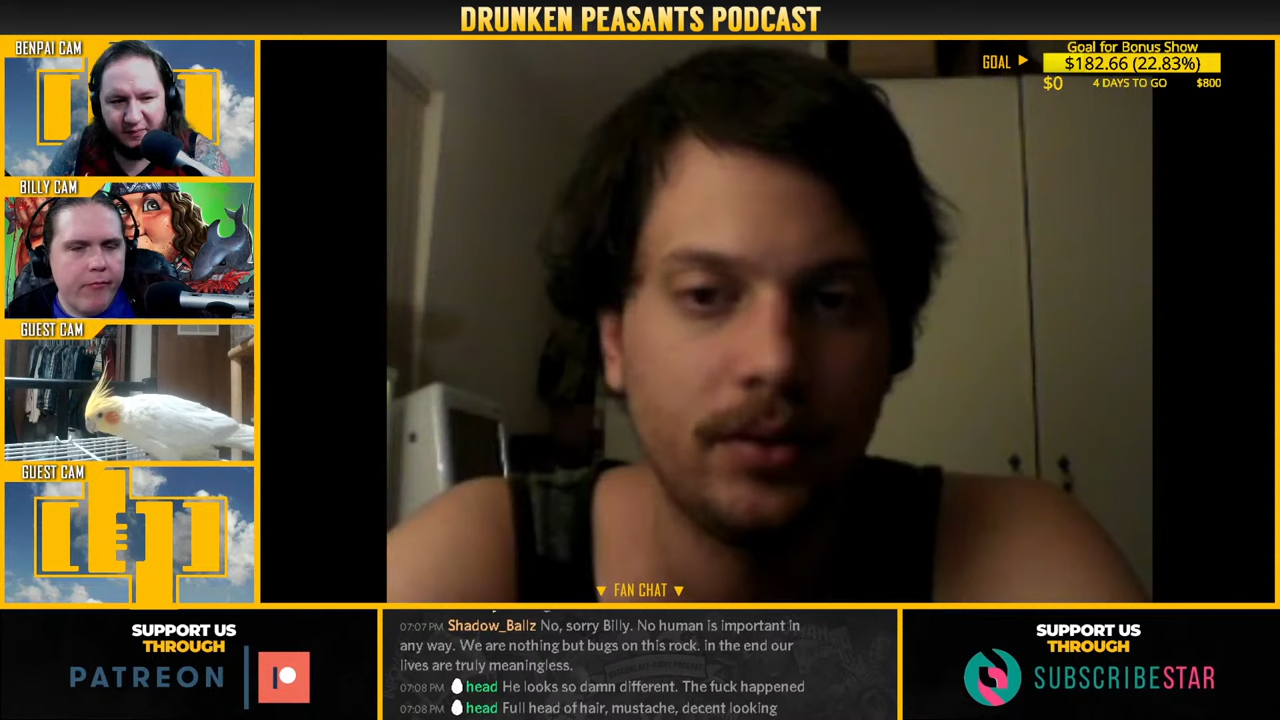 DRUNKEN PEASANTS PODCAST
BENPAI CAM
BILLY CAM
GUEST CAM
GUEST CAM
Goal for Bonus Show
GOAL ▶ $182.66 (22.83%)
$0 4 DAYS TO GO $800
▼ FAN CHAT ▼
SUPPORT US
THROUGH
PATREON
07:07 PM Shadow_Ballz No, sorry Billy. No human is important in
any way. We are nothing but bugs on this rock. in the end our
lives are truly meaningless.
07:08 PM head He looks so damn different. The fuck happened
07:08 PM head Full head of hair, mustache, decent looking
SUPPORT US
THROUGH
SUBSCRIBESTAR